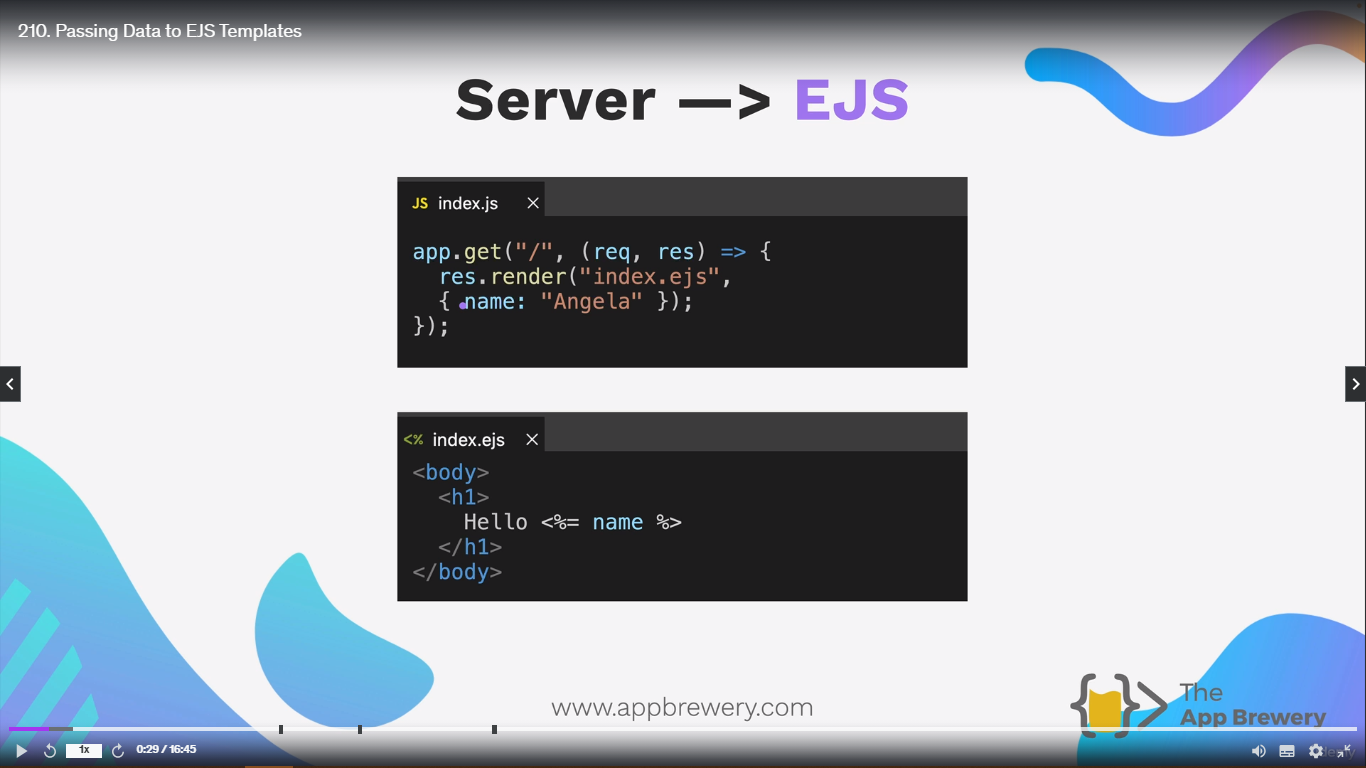 210. Passing Data to EJS Templates
Server —> EJS
JS index.js
app.get("/", (req, res) => {
  res.render("index.ejs",
  { name: "Angela" });
});
<% index.ejs
<body>
  <h1>
    Hello <%= name %>
  </h1>
</body>
www.appbrewery.com
The
App Brewery
1x
0:29 / 16:45